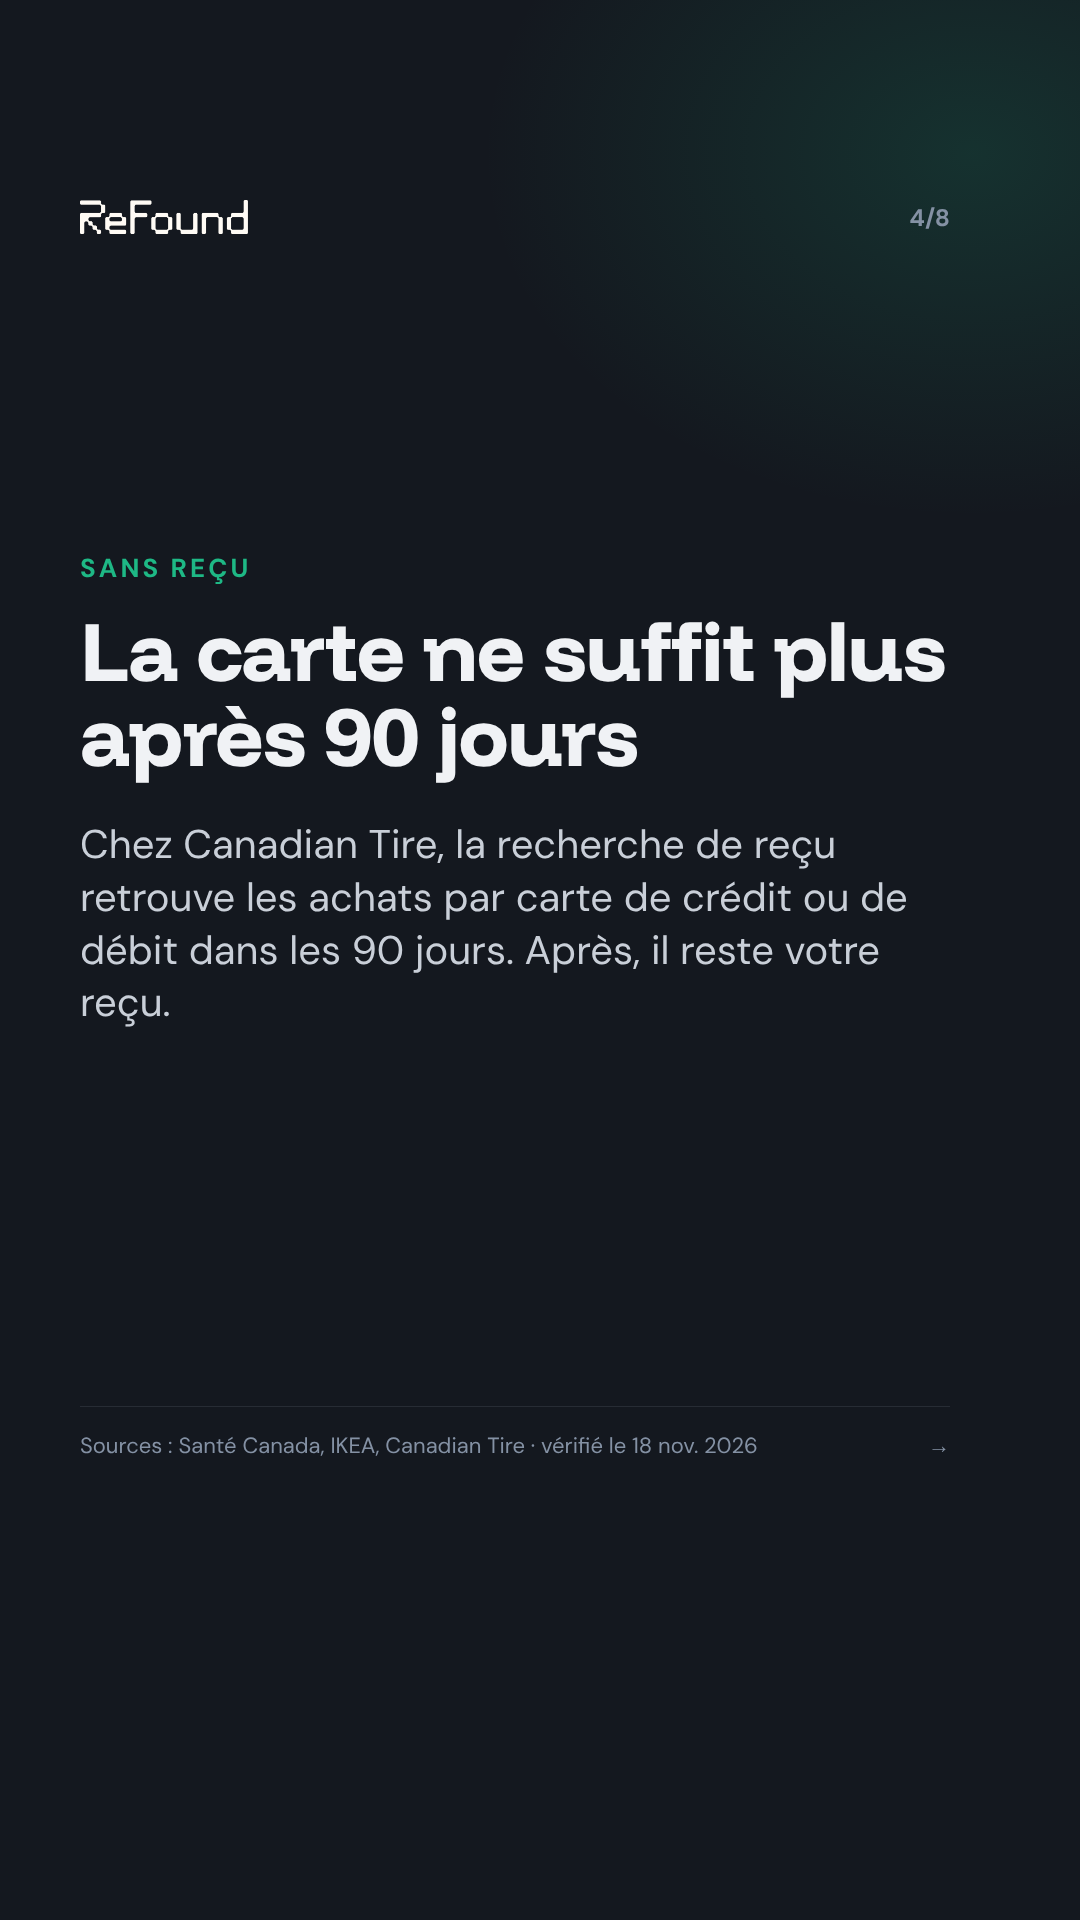 ReFound
4/8
SANS REÇU
La carte ne suffit plus
après 90 jours
Chez Canadian Tire, la recherche de reçu
retrouve les achats par carte de crédit ou de
débit dans les 90 jours. Après, il reste votre
reçu.
Sources : Santé Canada, IKEA, Canadian Tire · vérifié le 18 nov. 2026 →